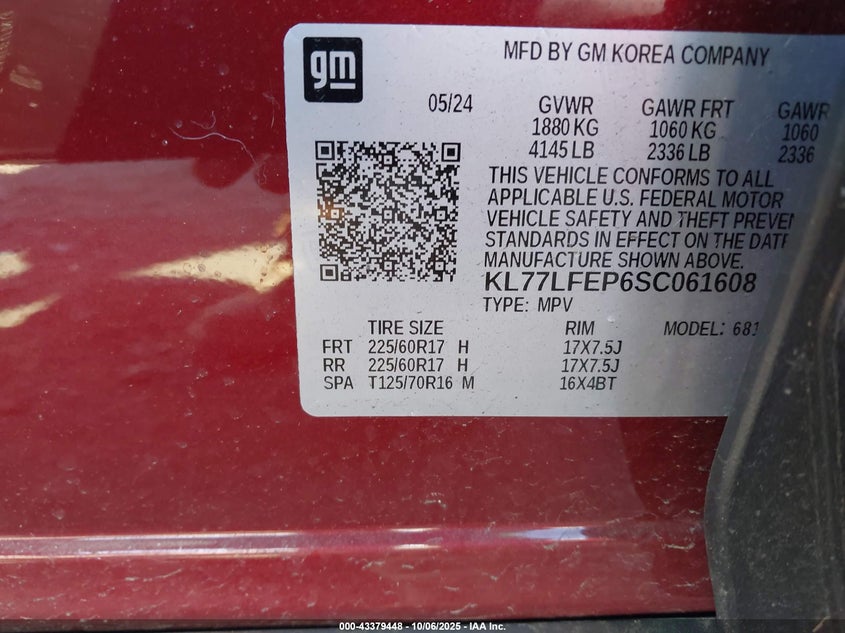 gm
MFD BY GM KOREA COMPANY
05/24 GVWR GAWR FRT GAWR
1880 KG 1060 KG 1060
4145 LB 2336 LB 2336
THIS VEHICLE CONFORMS TO ALL
APPLICABLE U.S. FEDERAL MOTOR
VEHICLE SAFETY AND THEFT PREVEN
STANDARDS IN EFFECT ON THE DATE
MANUFACTURE SHOWN ABOVE.
KL77LFEP6SC061608
TYPE: MPV
TIRE SIZE RIM MODEL: 681
FRT 225/60R17 H 17X7.5J
RR 225/60R17 H 17X7.5J
SPA T125/70R16 M 16X4BT
000-43379448 - 10/06/2025 - IAA Inc.